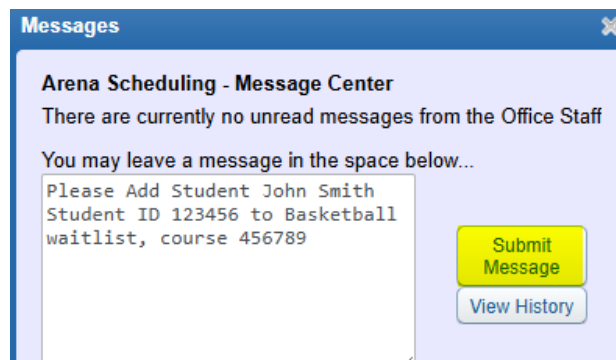 Messages
Arena Scheduling - Message Center
There are currently no unread messages from the Office Staff
You may leave a message in the space below...
Please Add Student John Smith
Student ID 123456 to Basketball
waitlist, course 456789
Submit
Message
View History